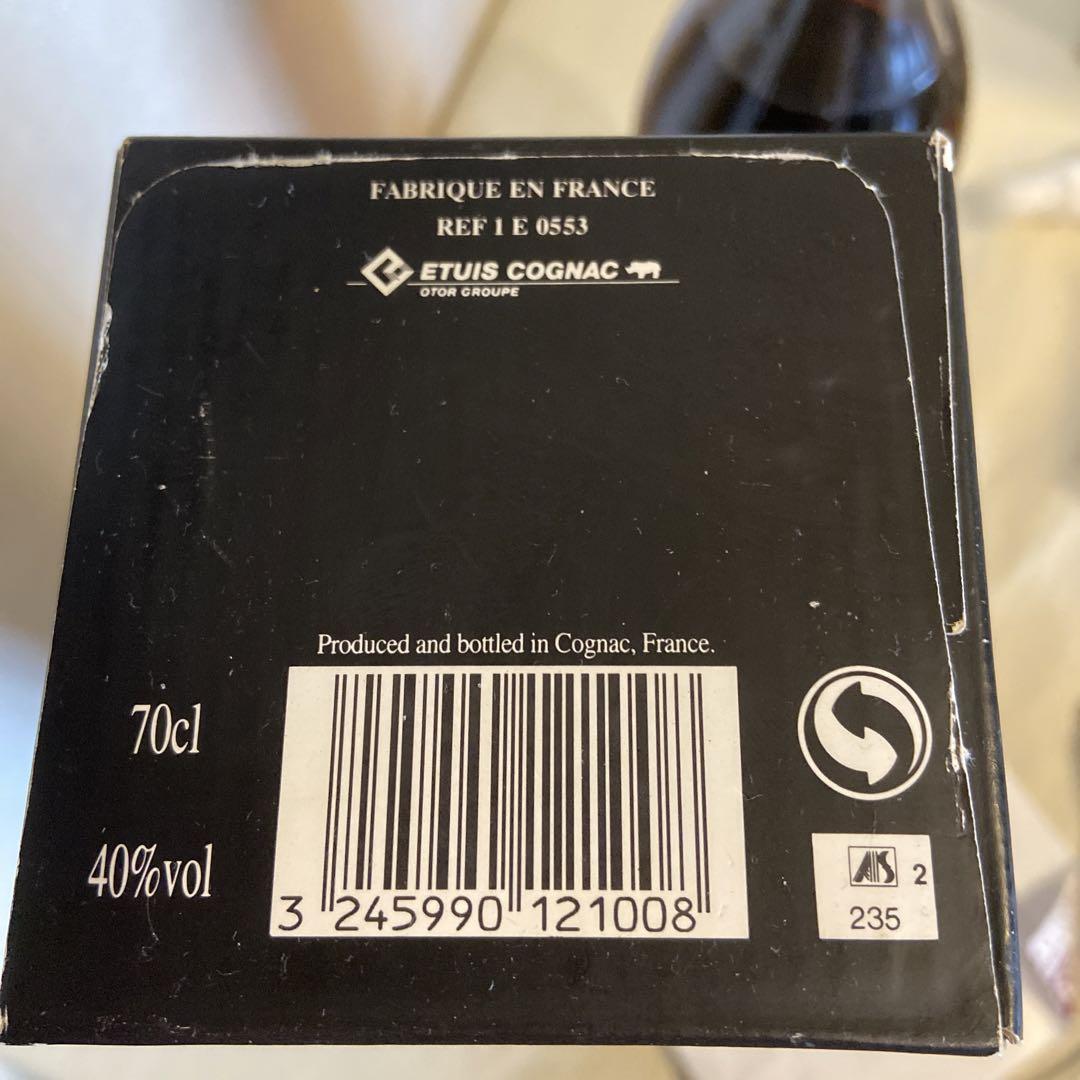 FABRIQUE EN FRANCE
REF 1 E 0553
ETUIS COGNAC
OTOR GROUPE
Produced and bottled in Cognac, France.
70cl
40%vol
3 245990 121008
AIS 2
235